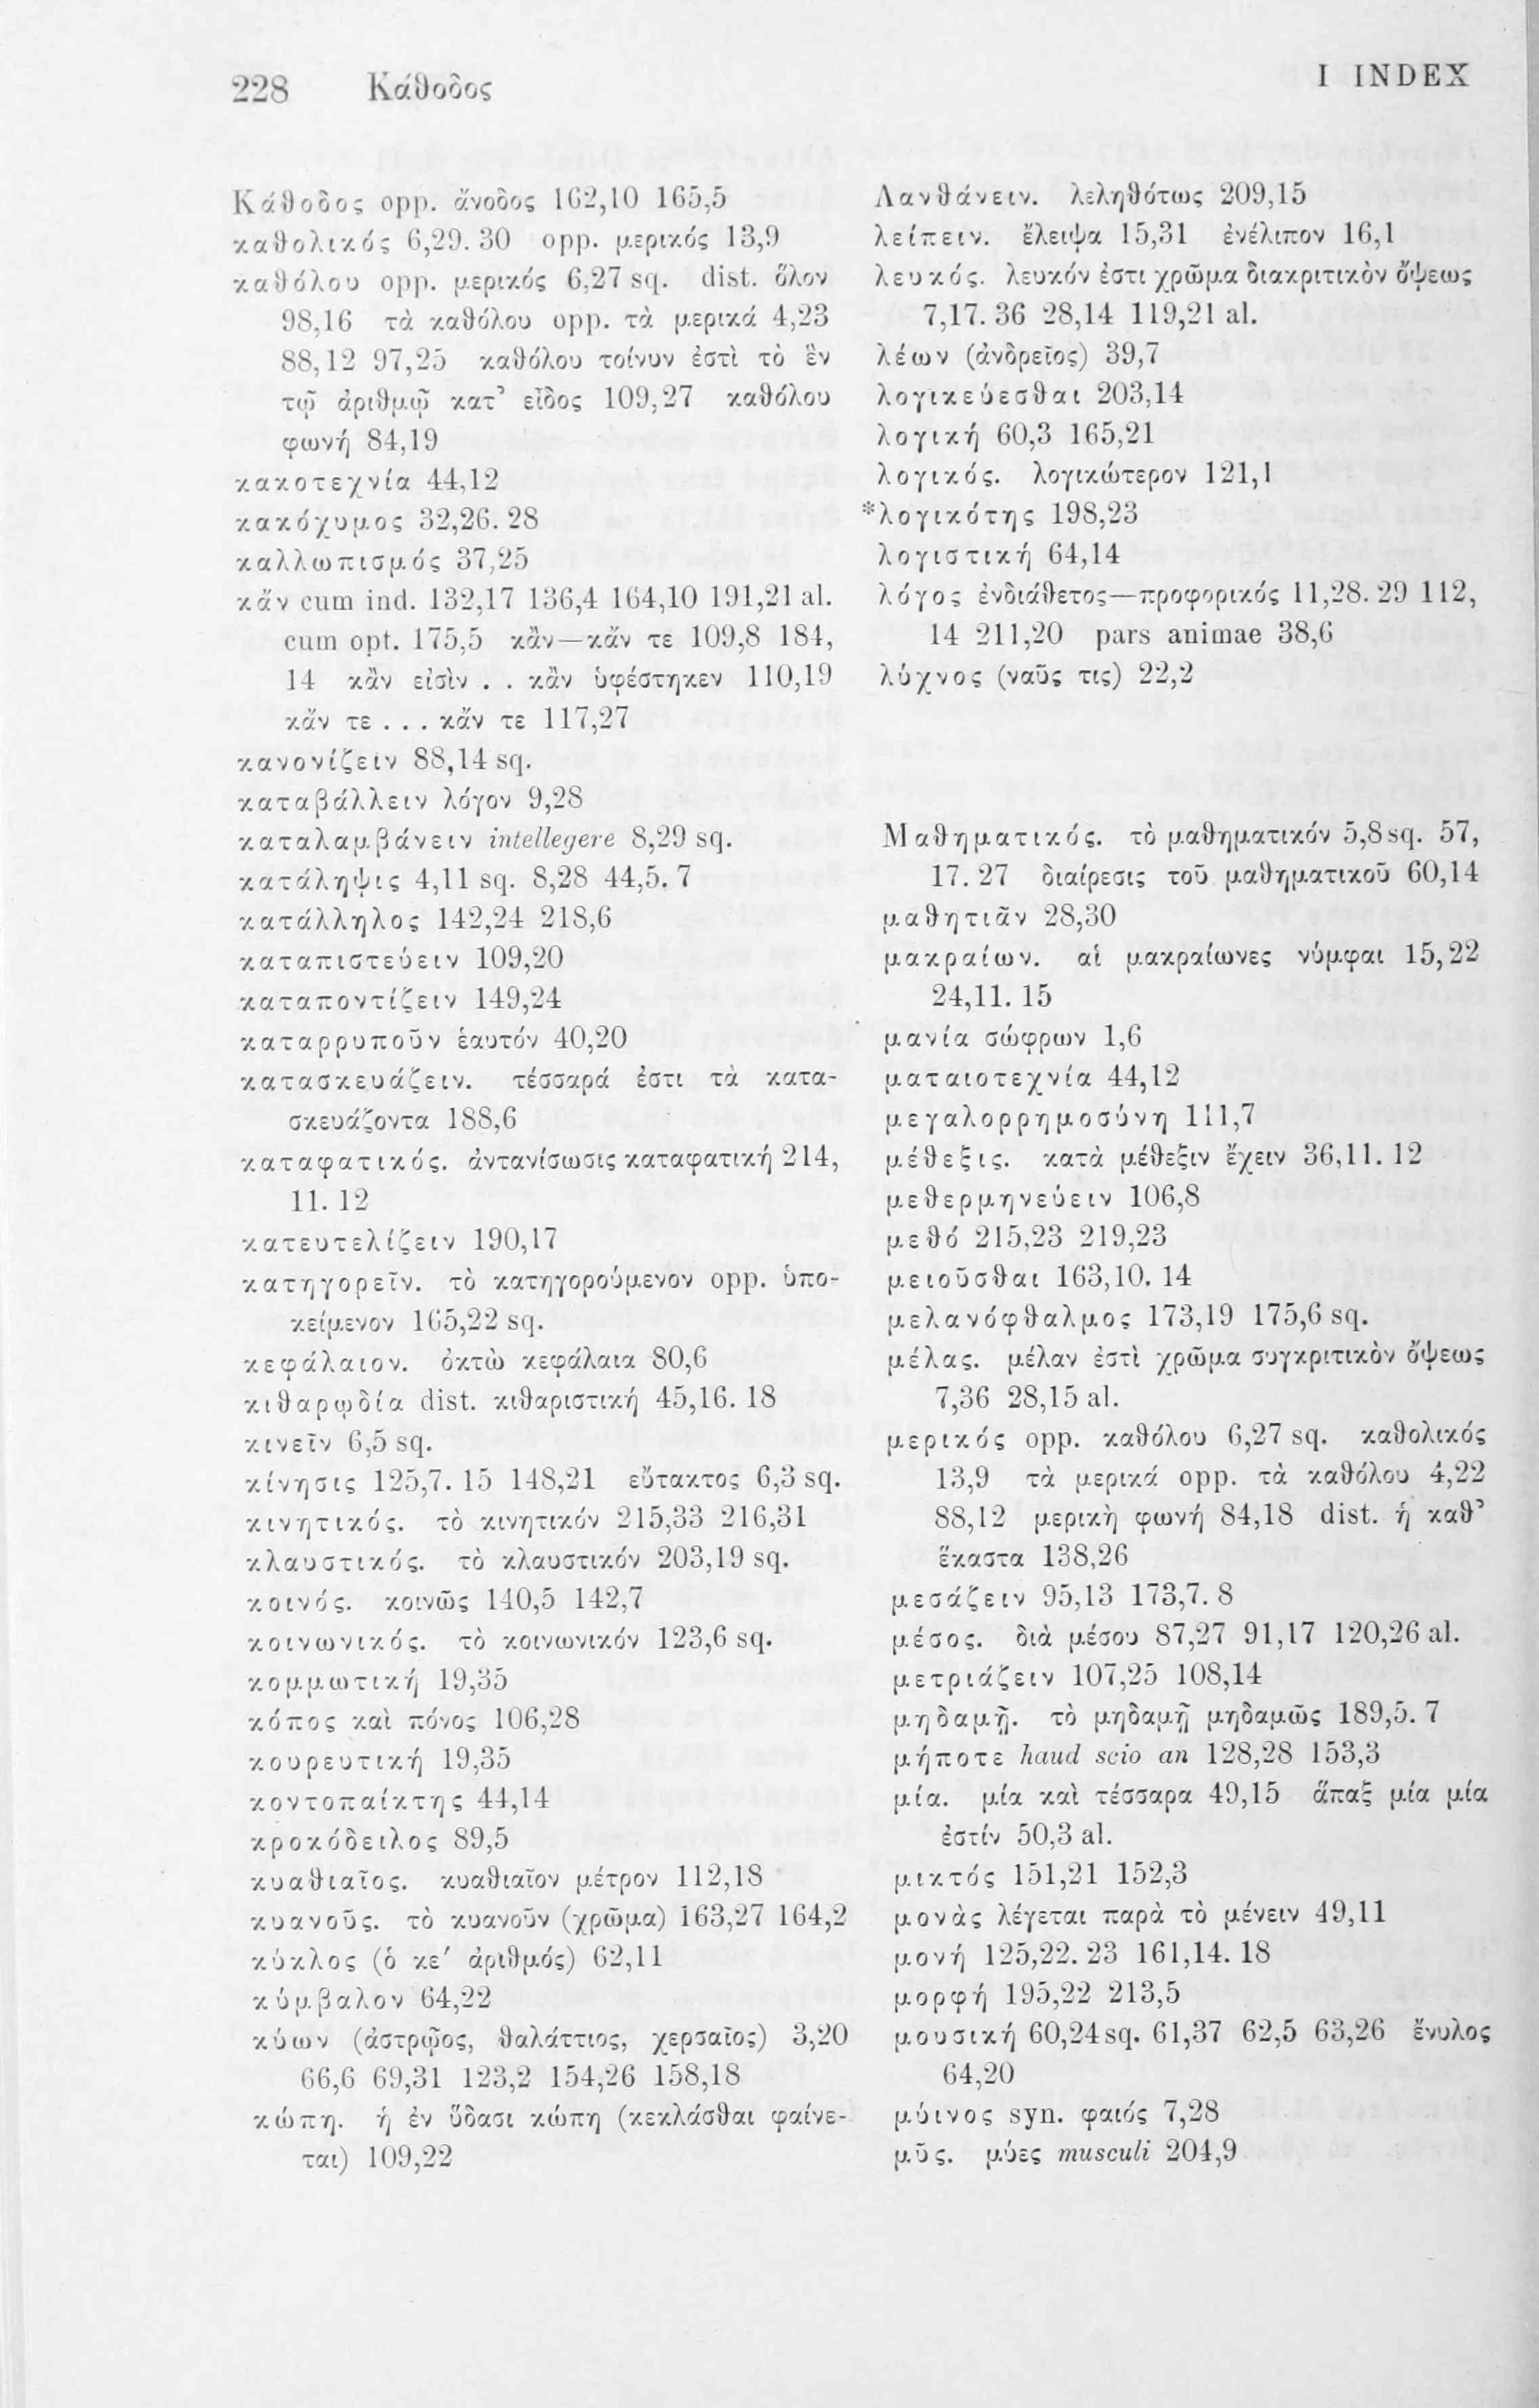 228 Κάθοδος
I INDEX
Κάθοδος opp. ἄνοδος 162,10 165,5
καθολικός 6,29. 30 opp. μερικός 13,9
καθόλου opp. μερικός 6,27 sq. dist. ὅλον
98,16 τὰ καθόλου opp. τὰ μερικά 4,23
88,12 97,25 καθόλου τοίνυν ἐστὶ τὸ ἓν
τῷ ἀριθμῷ κατ’ εἶδος 109,27 καθόλου
φωνή 84,19
κακοτεχνία 44,12
κακόχυμος 32,26. 28
καλλωπισμός 37,25
κἄν cum ind. 132,17 136,4 164,10 191,21 al.
cum opt. 175,5 κἂν—κἄν τε 109,8 184,
14 κἂν εἰσὶν . . κἂν ὑφέστηκεν 110,19
κἄν τε . . . κἄν τε 117,27
κανονίζειν 88,14 sq.
καταβάλλειν λόγον 9,28
καταλαμβάνειν intellegere 8,29 sq.
κατάληψις 4,11 sq. 8,28 44,5. 7
κατάλληλος 142,24 218,6
καταπιστεύειν 109,20
καταποντίζειν 149,24
καταρρυποῦν ἑαυτόν 40,20
κατασκευάζειν. τέσσαρά ἐστι τὰ κατα-
σκευάζοντα 188,6
καταφατικός. ἀντανίσωσις καταφατική 214,
11. 12
κατευτελίζειν 190,17
κατηγορεῖν. τὸ κατηγορούμενον opp. ὑπο-
κείμενον 165,22 sq.
κεφάλαιον. ὀκτὼ κεφάλαια 80,6
κιθαρῳδία dist. κιθαριστική 45,16. 18
κινεῖν 6,5 sq.
κίνησις 125,7. 15 148,21 εὔτακτος 6,3 sq.
κινητικός. τὸ κινητικόν 215,33 216,31
κλαυστικός. τὸ κλαυστικόν 203,19 sq.
κοινός. κοινῶς 140,5 142,7
κοινωνικός. τὸ κοινωνικόν 123,6 sq.
κομμωτική 19,35
κόπος καὶ πόνος 106,28
κουρευτική 19,35
κοντοπαίκτης 44,14
κροκόδειλος 89,5
κυαθιαῖος. κυαθιαῖον μέτρον 112,18
κυανοῦς. τὸ κυανοῦν (χρῶμα) 163,27 164,2
κύκλος (ὁ κε′ ἀριθμός) 62,11
κύμβαλον 64,22
κύων (ἀστρῷος, θαλάττιος, χερσαῖος) 3,20
66,6 69,31 123,2 154,26 158,18
κώπη. ἡ ἐν ὕδασι κώπη (κεκλάσθαι φαίνε-
ται) 109,22
Λανθάνειν. λεληθότως 209,15
λείπειν. ἔλειψα 15,31 ἐνέλιπον 16,1
λευκός. λευκόν ἐστι χρῶμα διακριτικὸν ὄψεως
7,17. 36 28,14 119,21 al.
λέων (ἀνδρεῖος) 39,7
λογικεύεσθαι 203,14
λογική 60,3 165,21
λογικός. λογικώτερον 121,1
*λογικότης 198,23
λογιστική 64,14
λόγος ἐνδιάθετος—προφορικός 11,28. 29 112,
14 211,20 pars animae 38,6
λύχνος (ναῦς τις) 22,2
Μαθηματικός. τὸ μαθηματικόν 5,8 sq. 57,
17. 27 διαίρεσις τοῦ μαθηματικοῦ 60,14
μαθητιᾶν 28,30
μακραίων. αἱ μακραίωνες νύμφαι 15,22
24,11. 15
μανία σώφρων 1,6
ματαιοτεχνία 44,12
μεγαλορρημοσύνη 111,7
μέθεξις. κατὰ μέθεξιν ἔχειν 36,11. 12
μεθερμηνεύειν 106,8
μεθό 215,23 219,23
μειοῦσθαι 163,10. 14
μελανόφθαλμος 173,19 175,6 sq.
μέλας. μέλαν ἐστὶ χρῶμα συγκριτικὸν ὄψεως
7,36 28,15 al.
μερικός opp. καθόλου 6,27 sq. καθολικός
13,9 τὰ μερικά opp. τὰ καθόλου 4,22
88,12 μερικὴ φωνή 84,18 dist. ἡ καθ’
ἕκαστα 138,26
μεσάζειν 95,13 173,7. 8
μέσος. διὰ μέσου 87,27 91,17 120,26 al.
μετριάζειν 107,25 108,14
μηδαμῇ. τὸ μηδαμῇ μηδαμῶς 189,5. 7
μήποτε haud scio an 128,28 153,3
μία. μία καὶ τέσσαρα 49,15 ἅπαξ μία μία
ἐστίν 50,3 al.
μικτός 151,21 152,3
μονὰς λέγεται παρὰ τὸ μένειν 49,11
μονή 125,22. 23 161,14. 18
μορφή 195,22 213,5
μουσική 60,24 sq. 61,37 62,5 63,26 ἔνυλος
64,20
μύινος syn. φαιός 7,28
μῦς. μύες musculi 204,9